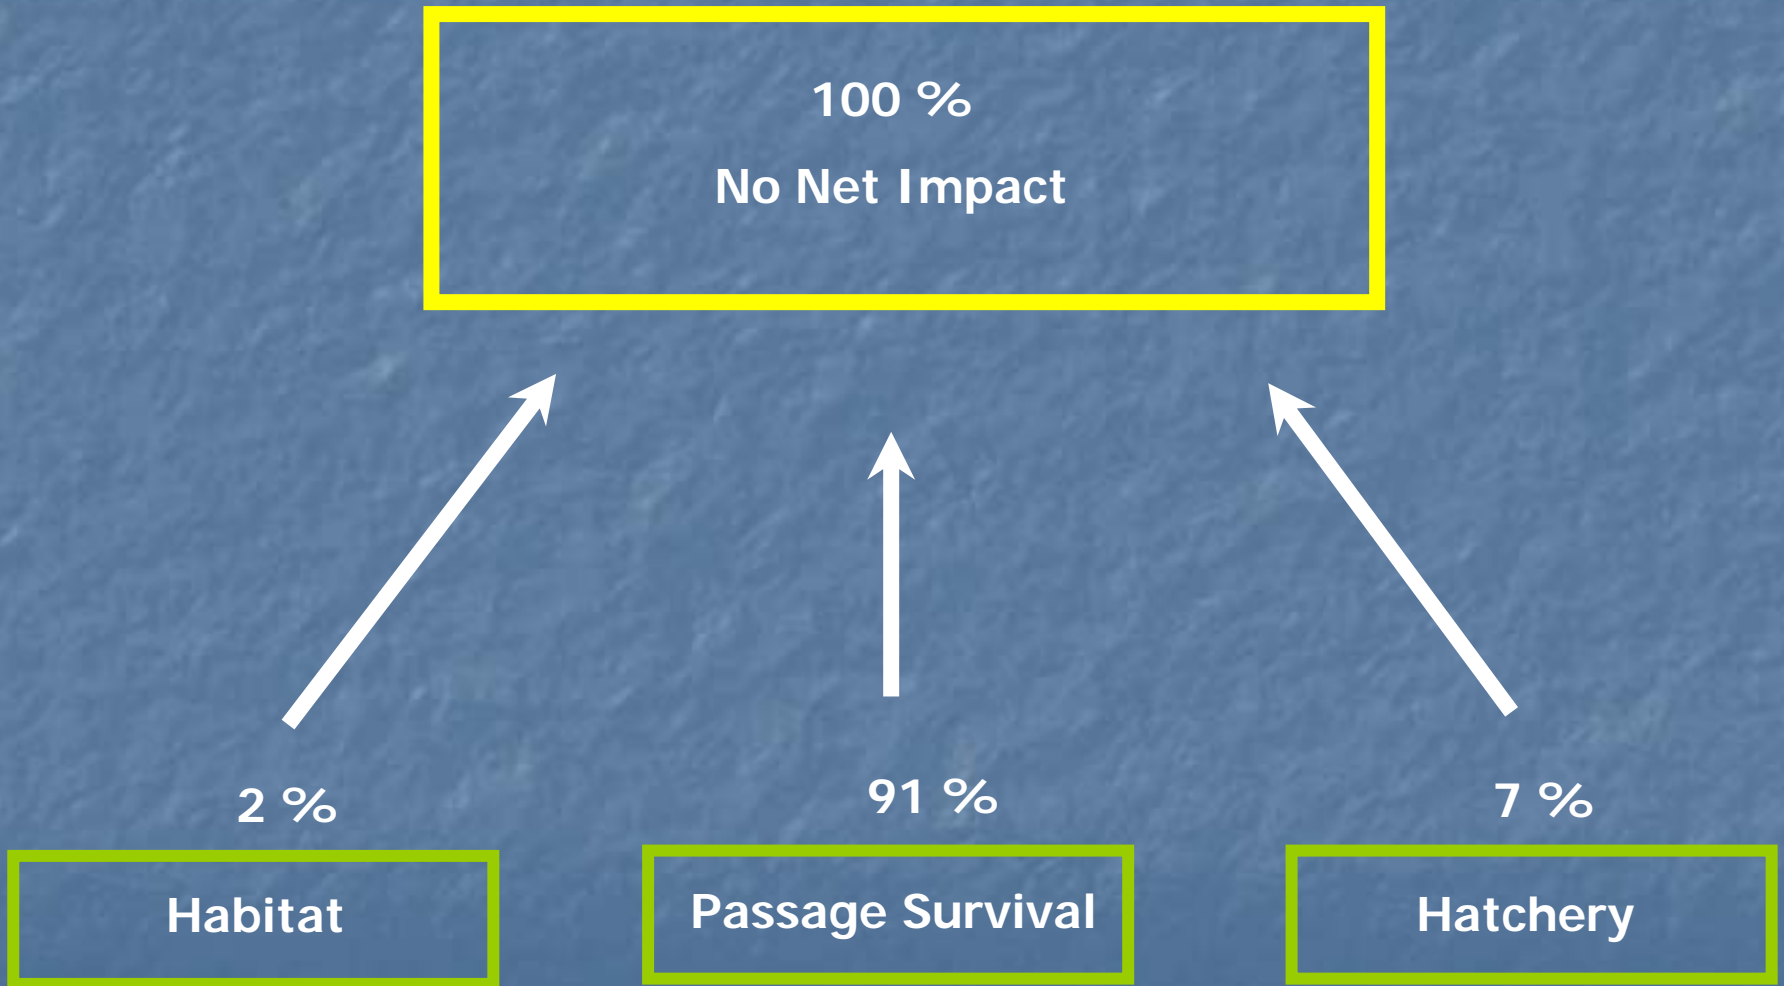 100 %
No Net Impact
2 %
91 %
7 %
Habitat
Passage Survival
Hatchery